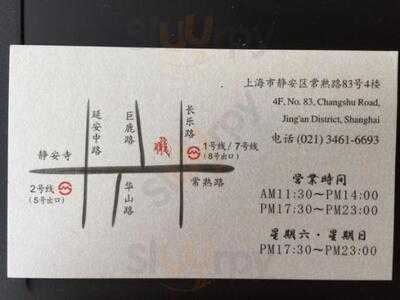 上海市静安区常熟路83号4楼
4F, No. 83, Changshu Road,
Jing'an District, Shanghai
电话 (021) 3461-6693
营業時间
AM11:30~PM14:00
PM17:30~PM23:00
星期六·星期日
PM17:30~PM23:00
延安中路
巨鹿路
长乐路
1号线/7号线
(8号出口)
静安寺
常熟路
2号线
(5号出口)
华山路